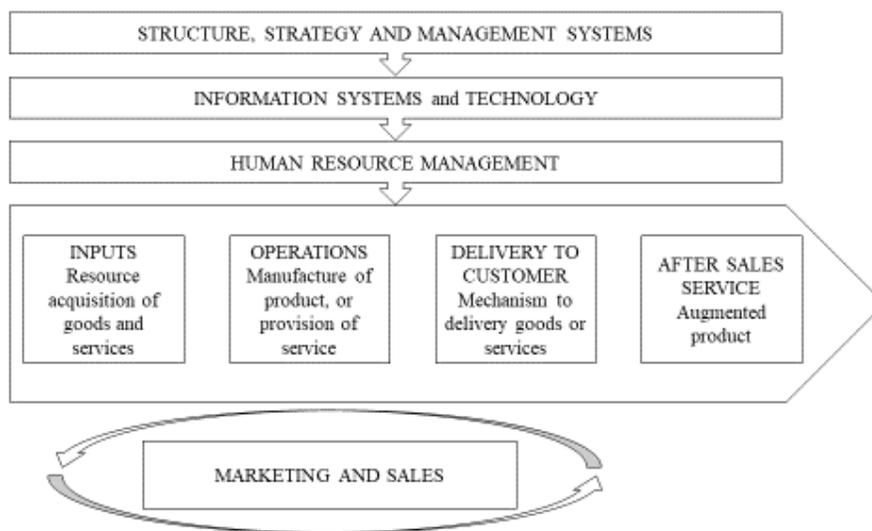 STRUCTURE, STRATEGY AND MANAGEMENT SYSTEMS
INFORMATION SYSTEMS and TECHNOLOGY
HUMAN RESOURCE MANAGEMENT
INPUTS
Resource
acquisition of
goods and
services
OPERATIONS
Manufacture of
product, or
provision of
service
DELIVERY TO
CUSTOMER
Mechanism to
delivery goods or
services
AFTER SALES
SERVICE
Augmented
product
MARKETING AND SALES